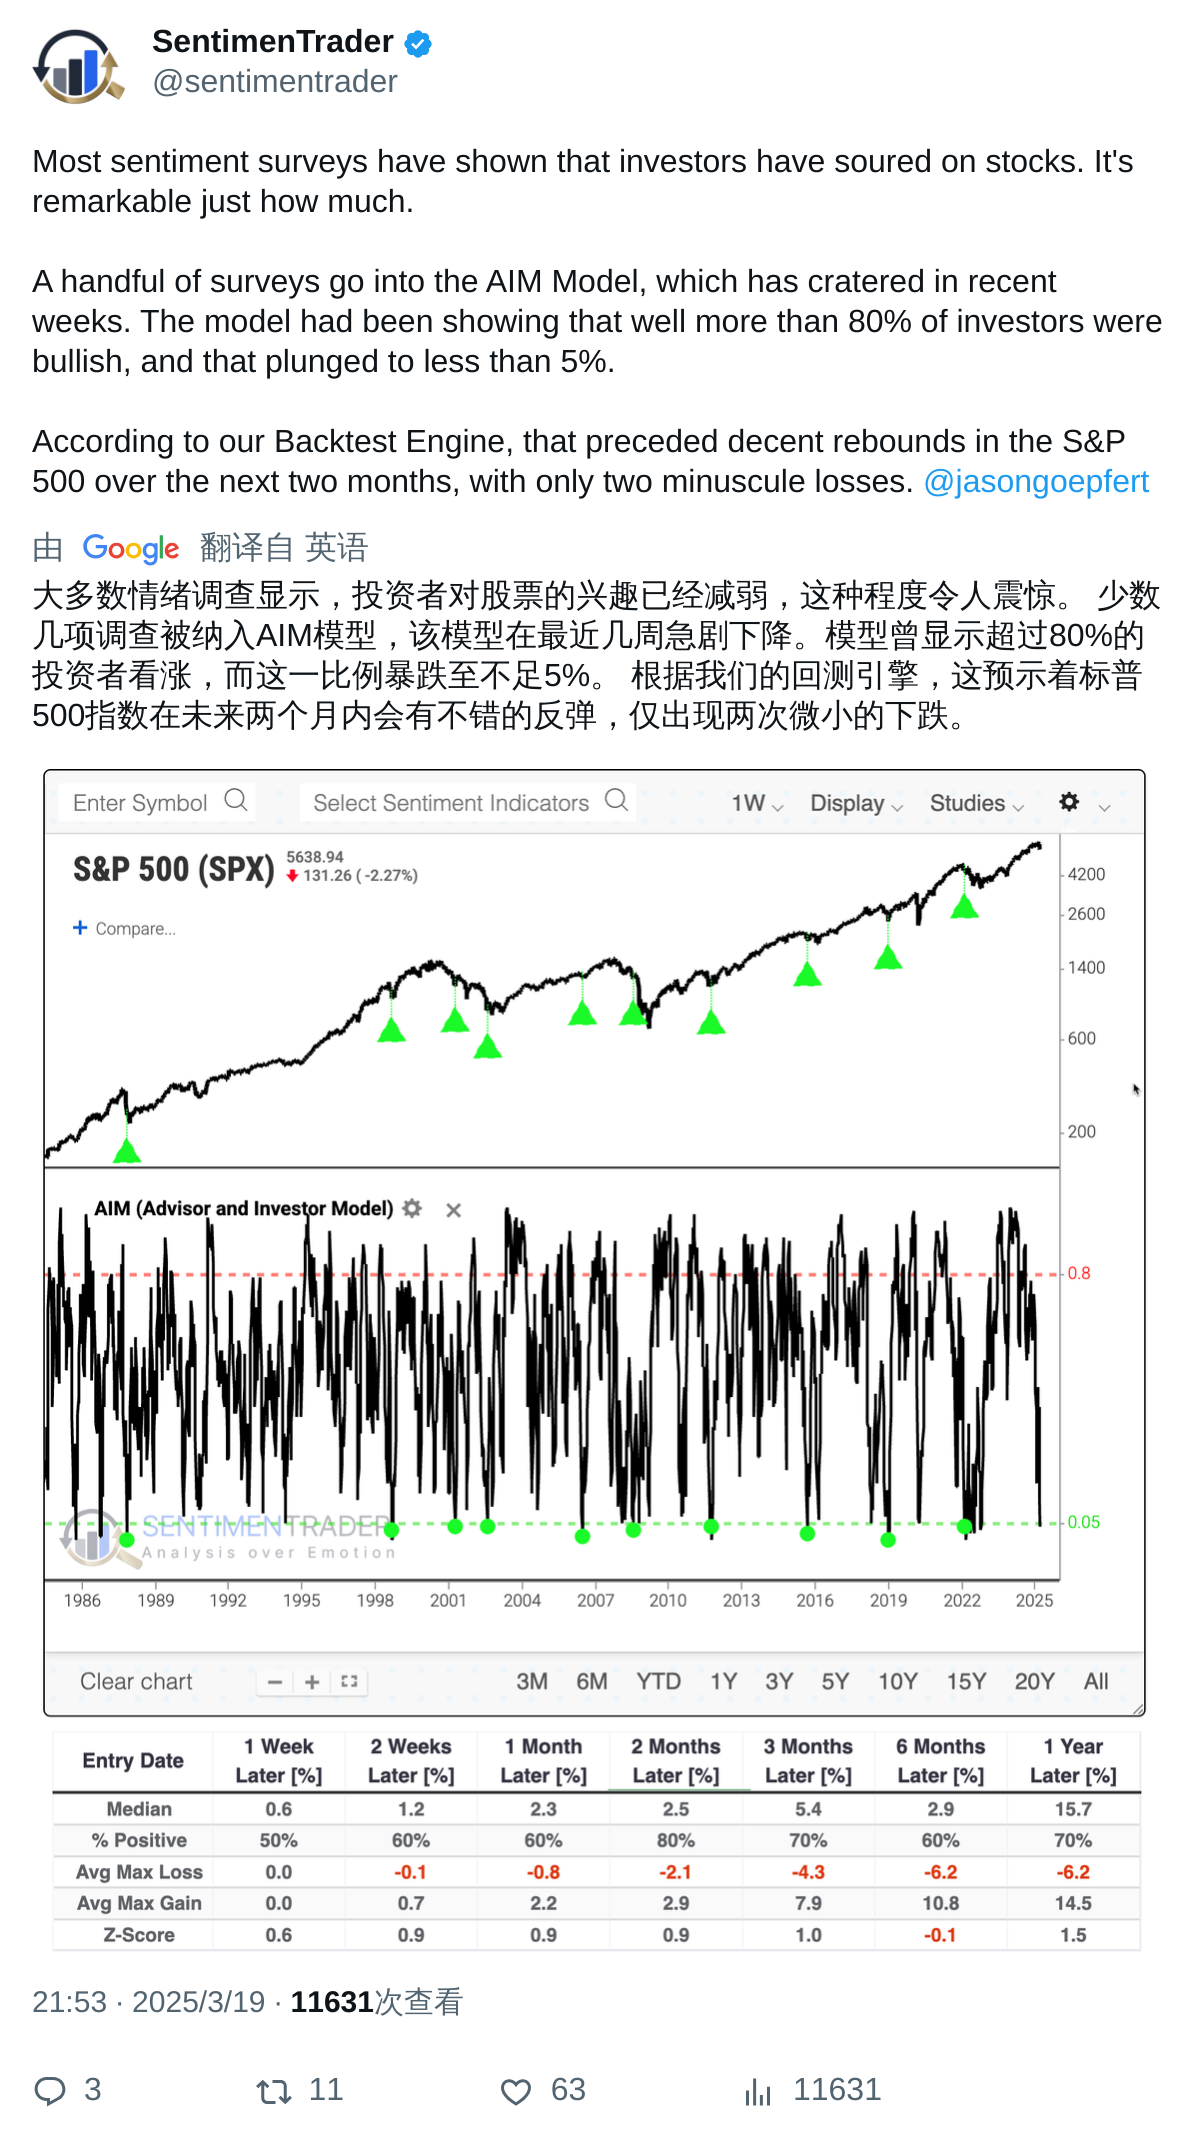 SentimenTrader
@sentimentrader
Most sentiment surveys have shown that investors have soured on stocks. It's
remarkable just how much.
A handful of surveys go into the AIM Model, which has cratered in recent
weeks. The model had been showing that well more than 80% of investors were
bullish, and that plunged to less than 5%.
According to our Backtest Engine, that preceded decent rebounds in the S&P
500 over the next two months, with only two minuscule losses. @jasongoepfert
由 Google 翻译自 英语
大多数情绪调查显示，投资者对股票的兴趣已经减弱，这种程度令人震惊。 少数
几项调查被纳入AIM模型，该模型在最近几周急剧下降。模型曾显示超过80%的
投资者看涨，而这一比例暴跌至不足5%。 根据我们的回测引擎，这预示着标普
500指数在未来两个月内会有不错的反弹，仅出现两次微小的下跌。
Enter Symbol Select Sentiment Indicators 1W Display Studies
S&P 500 (SPX) 5638.94
131.26 ( -2.27%)
+ Compare...
4200
2600
1400
600
200
AIM (Advisor and Investor Model)
0.8
0.05
SENTIMENTRADER
Analysis over Emotion
1986 1989 1992 1995 1998 2001 2004 2007 2010 2013 2016 2019 2022 2025
Clear chart − + 3M 6M YTD 1Y 3Y 5Y 10Y 15Y 20Y All
Entry Date 1 Week Later [%] 2 Weeks Later [%] 1 Month Later [%] 2 Months Later [%] 3 Months Later [%] 6 Months Later [%] 1 Year Later [%]
Median 0.6 1.2 2.3 2.5 5.4 2.9 15.7
% Positive 50% 60% 60% 80% 70% 60% 70%
Avg Max Loss 0.0 -0.1 -0.8 -2.1 -4.3 -6.2 -6.2
Avg Max Gain 0.0 0.7 2.2 2.9 7.9 10.8 14.5
Z-Score 0.6 0.9 0.9 0.9 1.0 -0.1 1.5
21:53 · 2025/3/19 · 11631次查看
3 11 63 11631